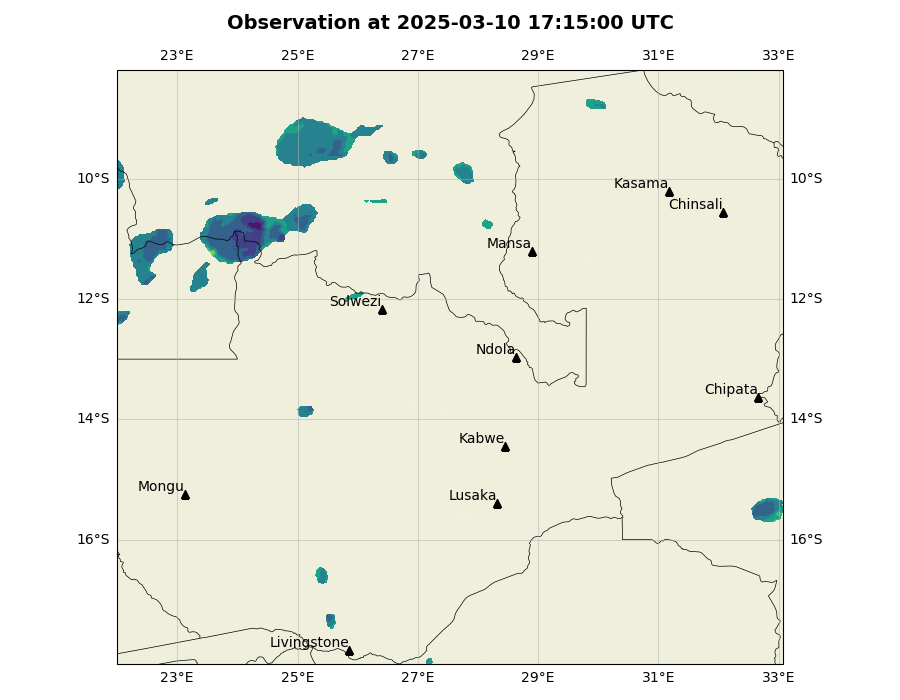 Observation at 2025-03-10 17:15:00 UTC
23°E 25°E 27°E 29°E 31°E 33°E
10°S 10°S
Kasama
Chinsali
Mansa
12°S 12°S
Solwezi
Ndola
Chipata
14°S 14°S
Kabwe
Mongu
Lusaka
16°S 16°S
Livingstone
23°E 25°E 27°E 29°E 31°E 33°E